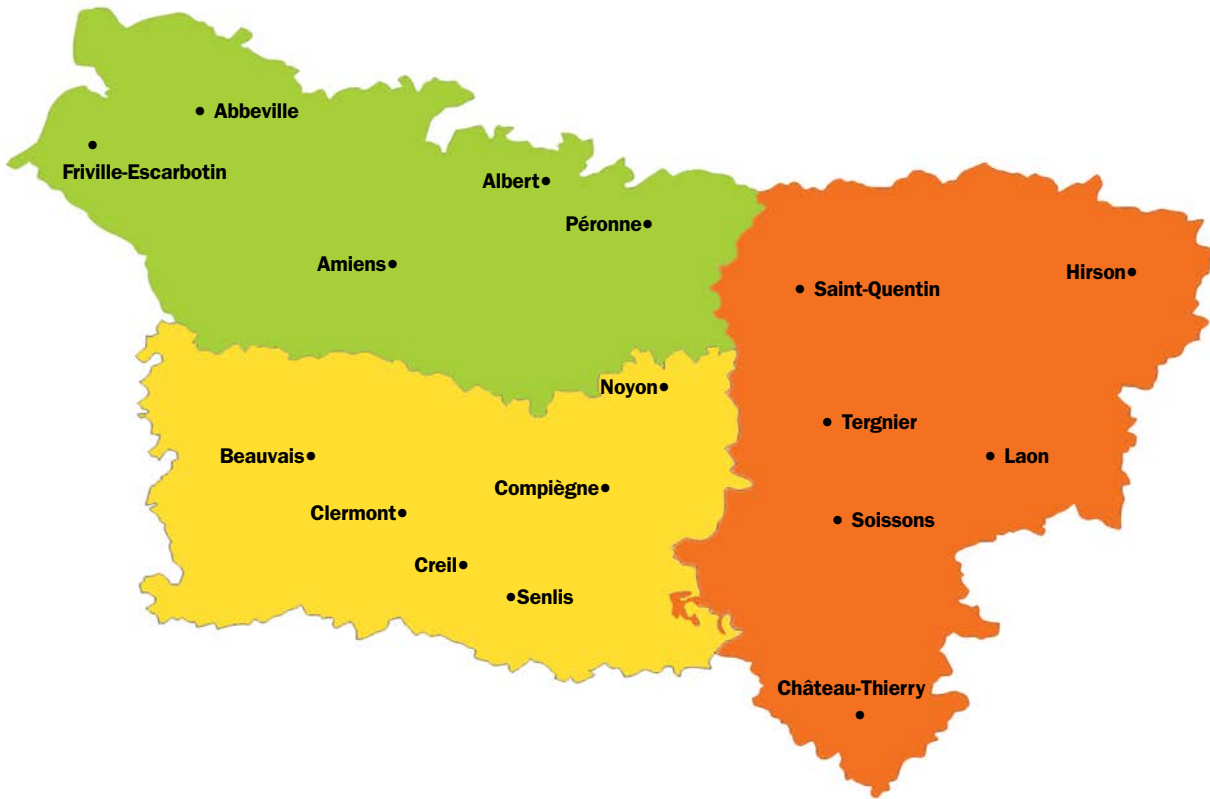 Abbeville
Friville-Escarbotin
Albert
Péronne
Amiens
Hirson
Saint-Quentin
Noyon
Tergnier
Beauvais
Laon
Compiègne
Clermont
Soissons
Creil
Senlis
Château-Thierry